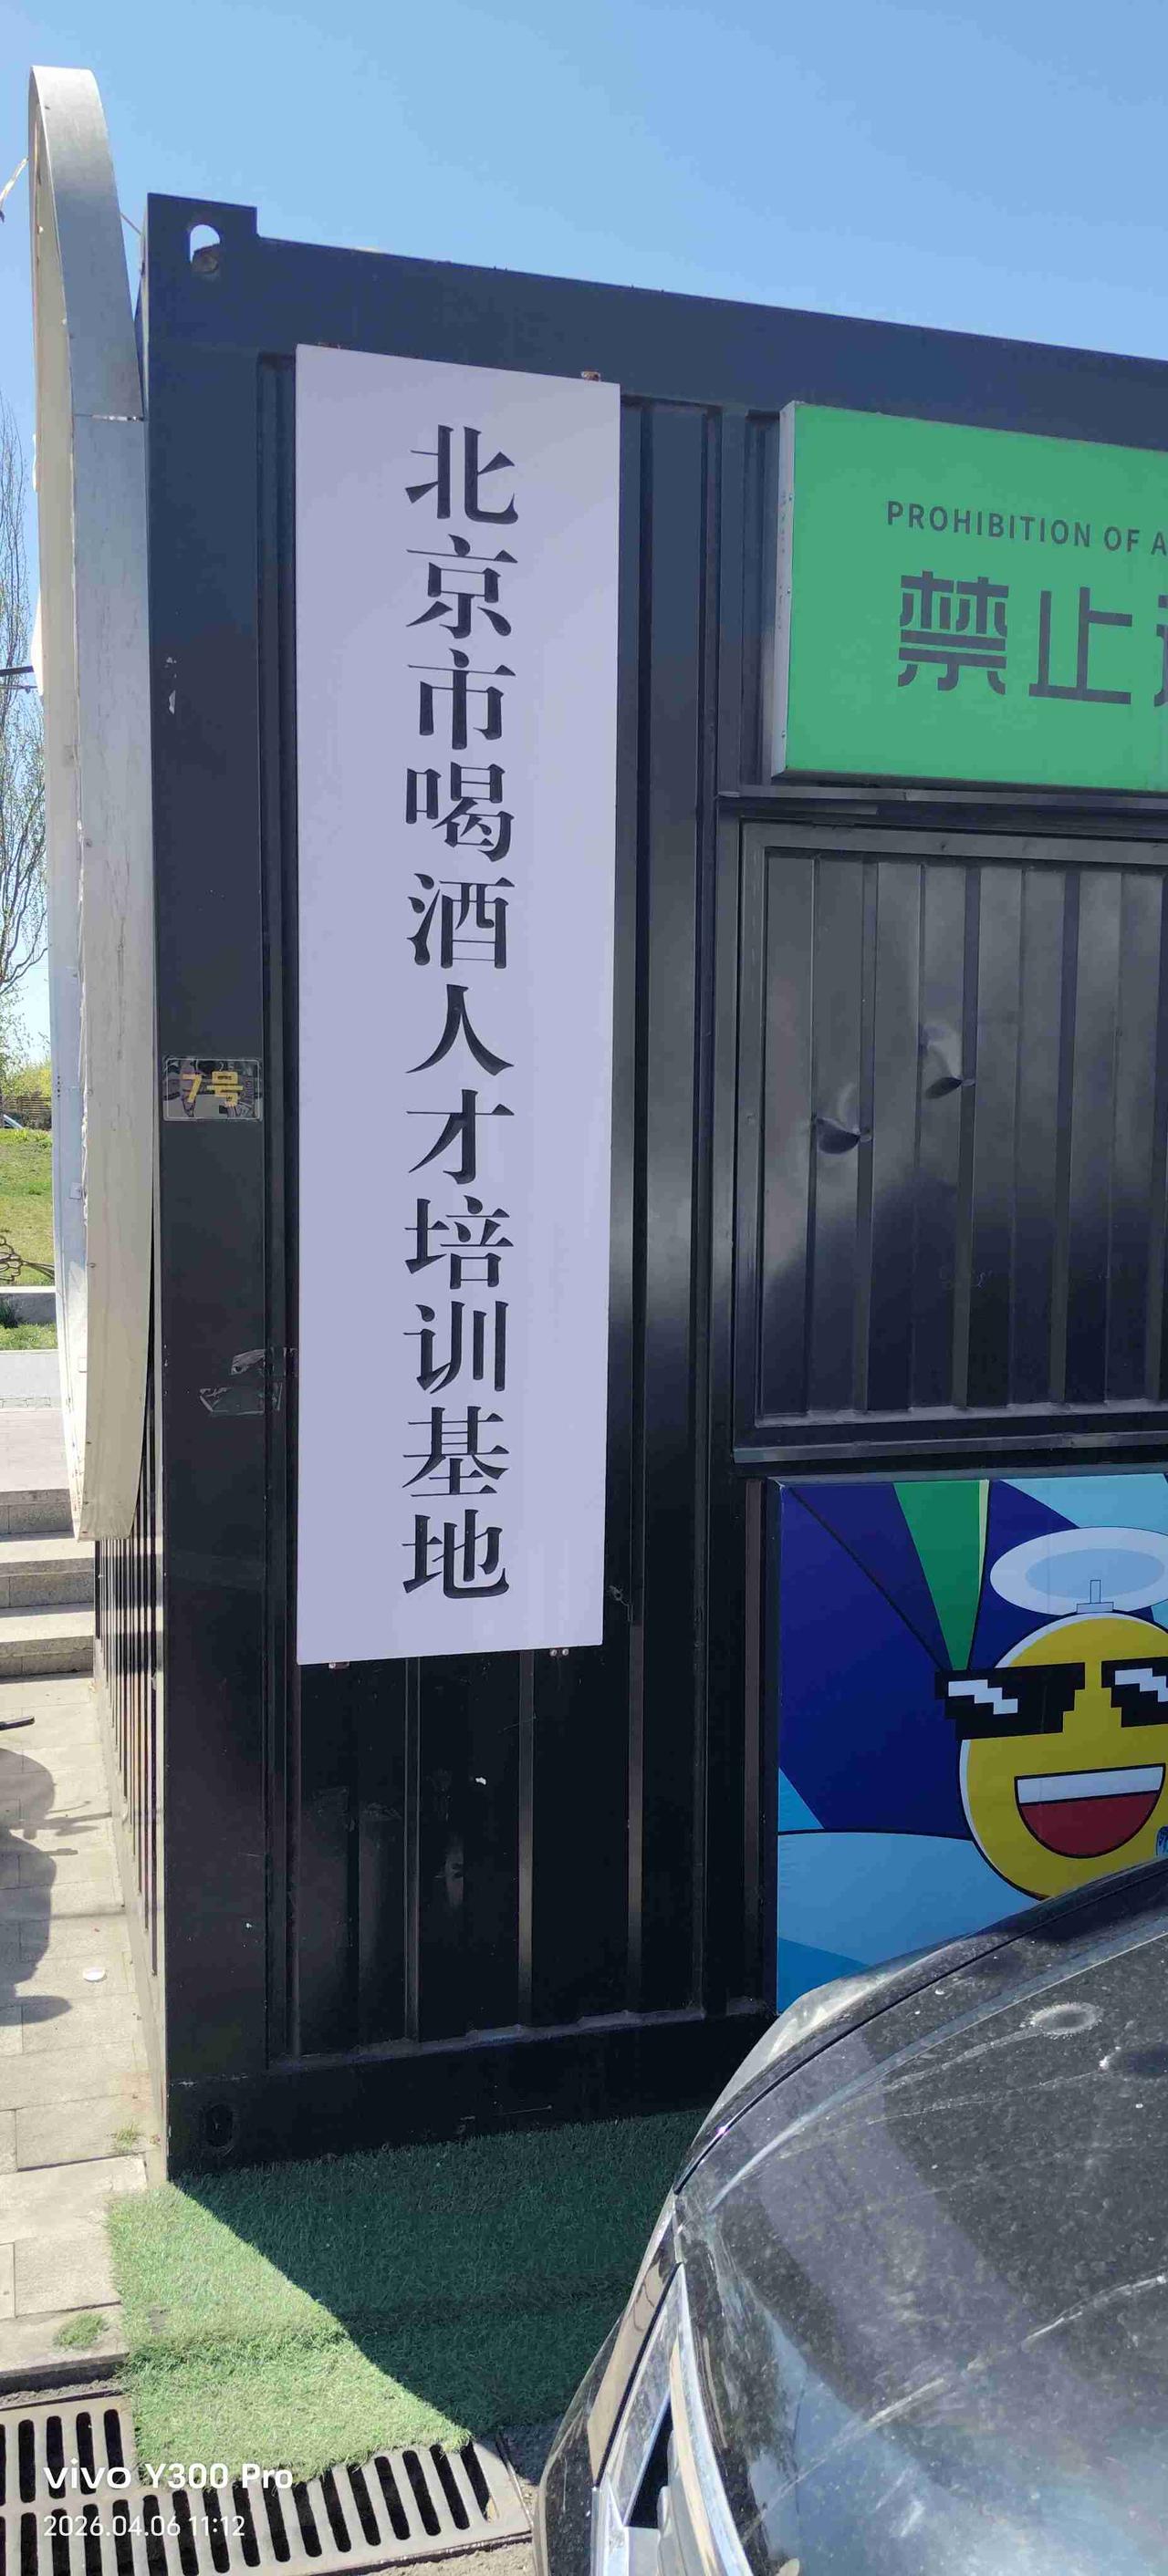 北京市喝酒人才培训基地
PROHIBITION OF
禁止
7号
vivo Y300 Pro
2026.04.06 11:12